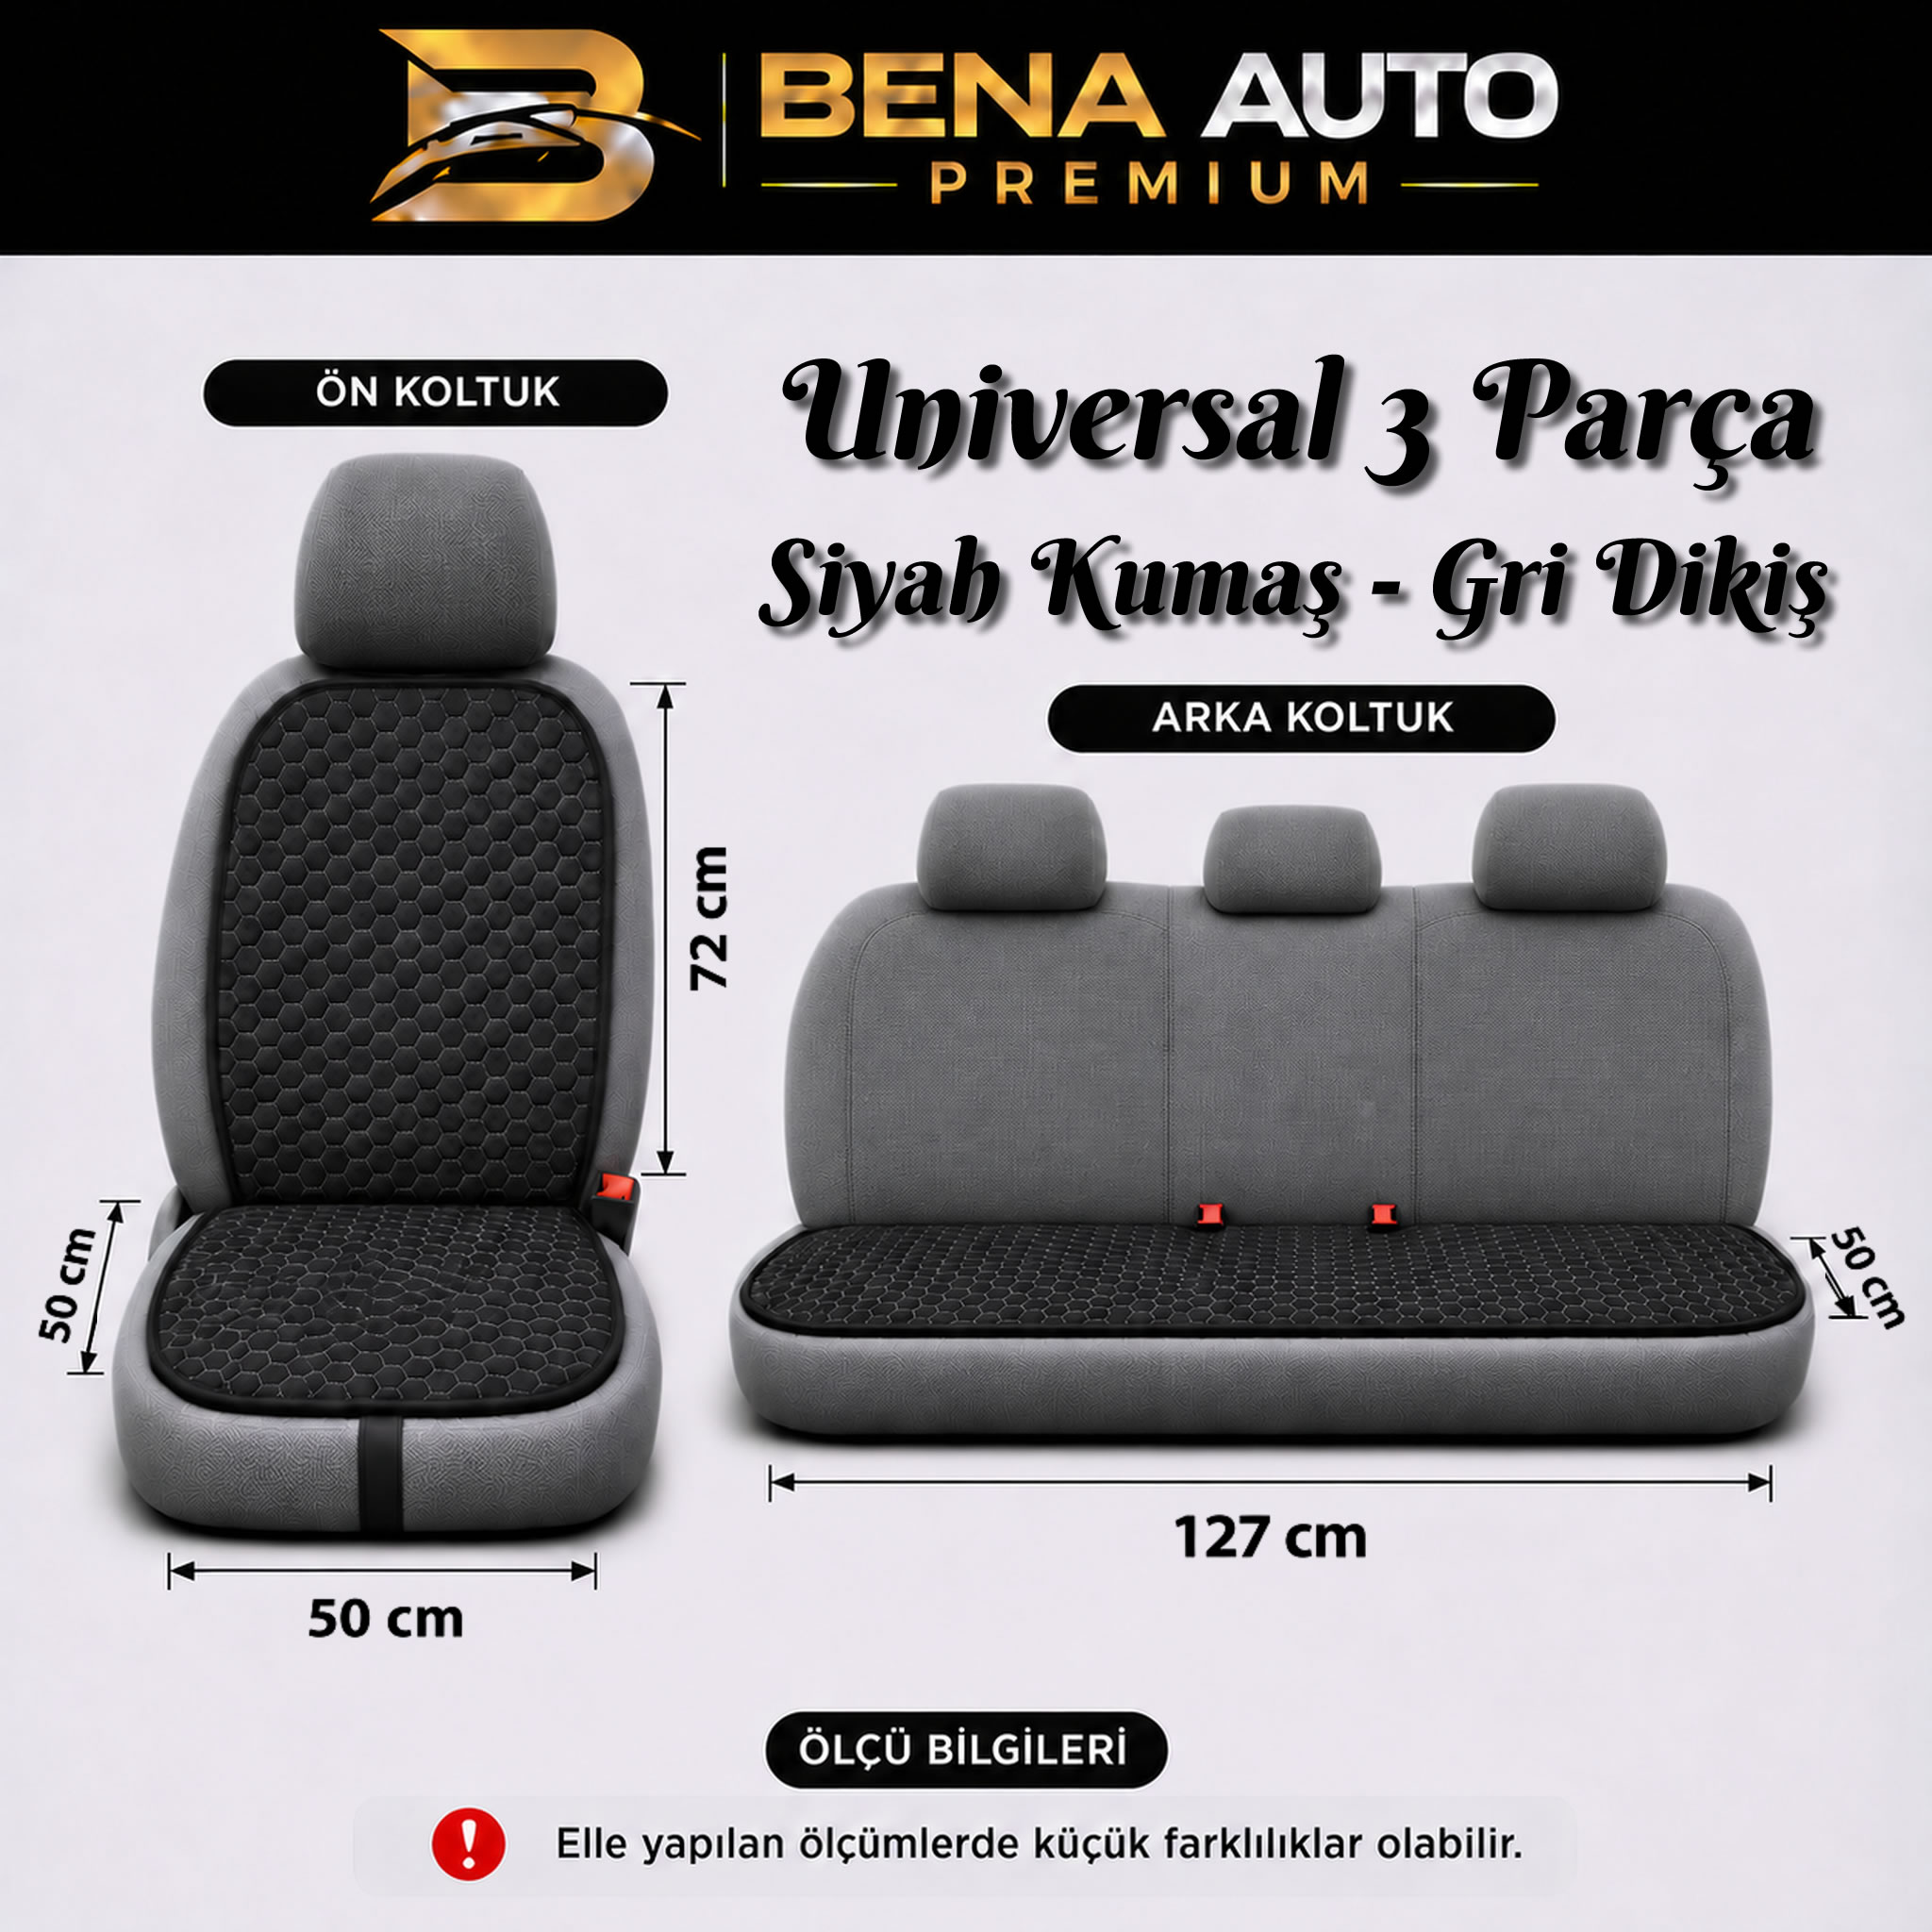 BENA AUTO
PREMIUM
ÖN KOLTUK
Universal 3 Parça
Siyah Kumaş - Gri Dikiş
ARKA KOLTUK
72 cm
50 cm
50 cm
50 cm
127 cm
ÖLÇÜ BİLGİLERİ
! Elle yapılan ölçümlerde küçük farklılıklar olabilir.